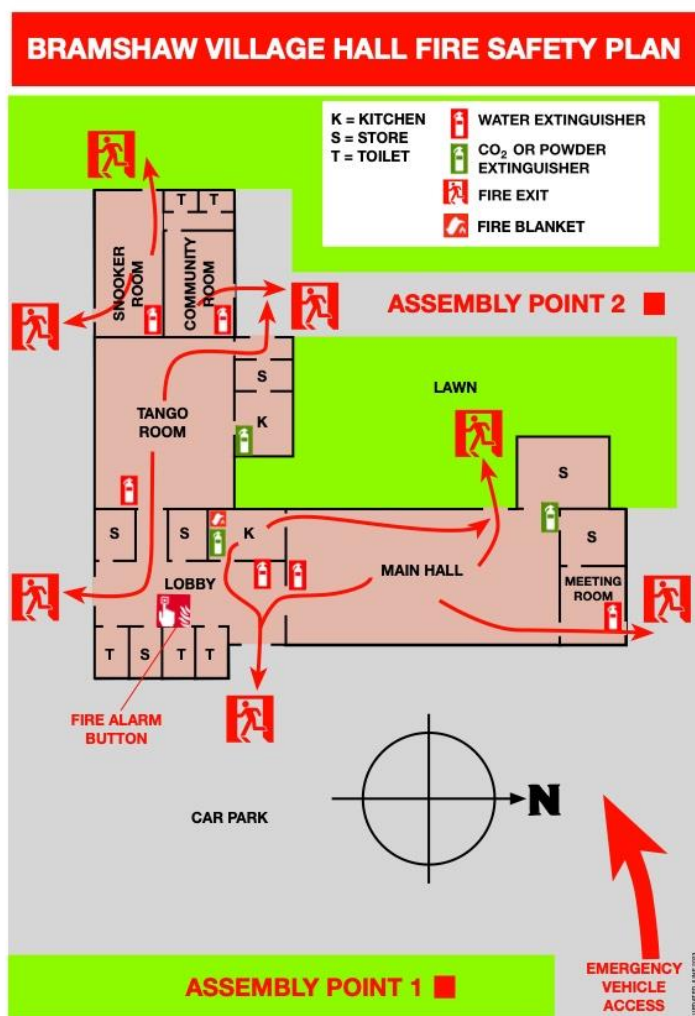 BRAMSHAW VILLAGE HALL FIRE SAFETY PLAN
K = KITCHEN
S = STORE
T = TOILET
WATER EXTINGUISHER
CO₂ OR POWDER
EXTINGUISHER
FIRE EXIT
FIRE BLANKET
T
T
SNOOKER
ROOM
COMMUNITY
ROOM
ASSEMBLY POINT 2
S
LAWN
TANGO
ROOM
K
S
S
S
K
S
LOBBY
MAIN HALL
MEETING
ROOM
T
S
T
T
FIRE ALARM
BUTTON
N
CAR PARK
ASSEMBLY POINT 1
EMERGENCY
VEHICLE
ACCESS